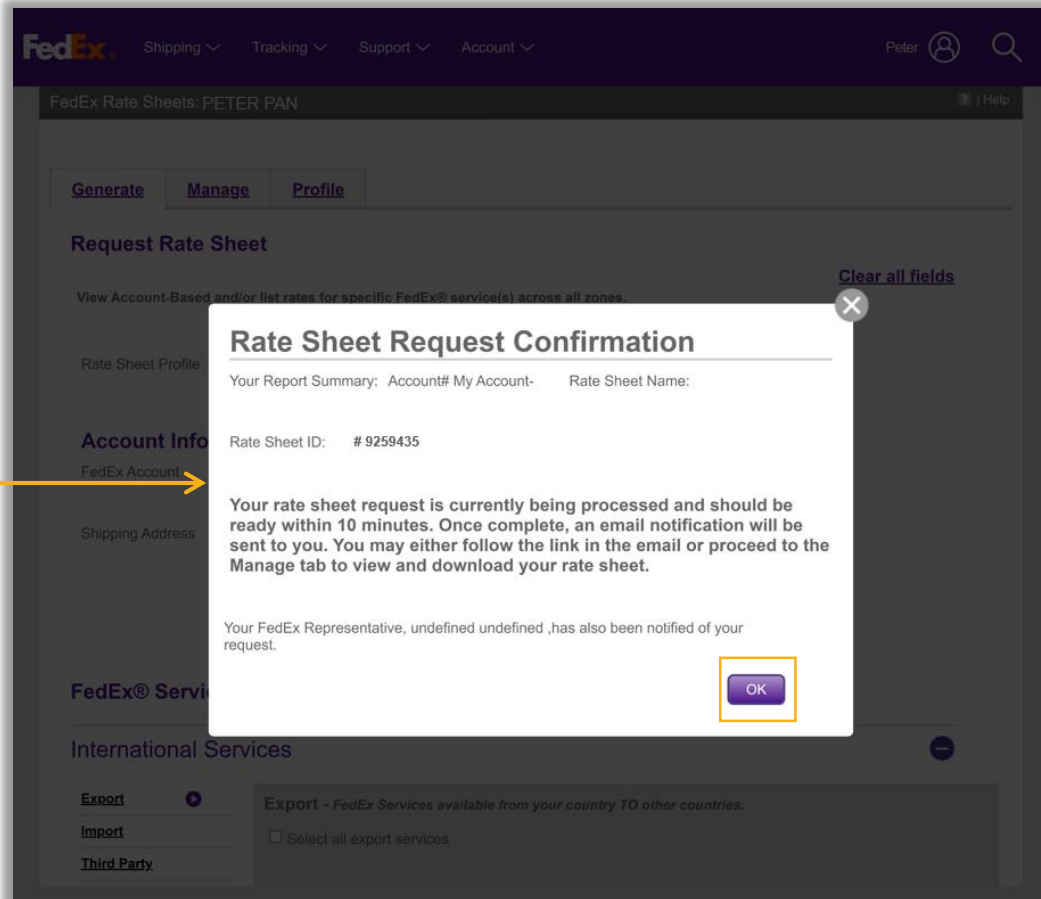 FedEx. Shipping Tracking Support Account Peter
FedEx Rate Sheets: PETER PAN ? | Help
Generate Manage Profile
Request Rate Sheet
Clear all fields
View Account-Based and/or list rates for specific FedEx® service(s) across all zones.
Rate Sheet Profile
Account Info
FedEx Account
Shipping Address
Rate Sheet Request Confirmation
Your Report Summary: Account# My Account- Rate Sheet Name:
Rate Sheet ID: # 9259435
Your rate sheet request is currently being processed and should be
ready within 10 minutes. Once complete, an email notification will be
sent to you. You may either follow the link in the email or proceed to the
Manage tab to view and download your rate sheet.
Your FedEx Representative, undefined undefined ,has also been notified of your
request.
OK
FedEx® Servi
International Services
Export
Import
Third Party
Export - FedEx Services available from your country TO other countries.
Select all export services